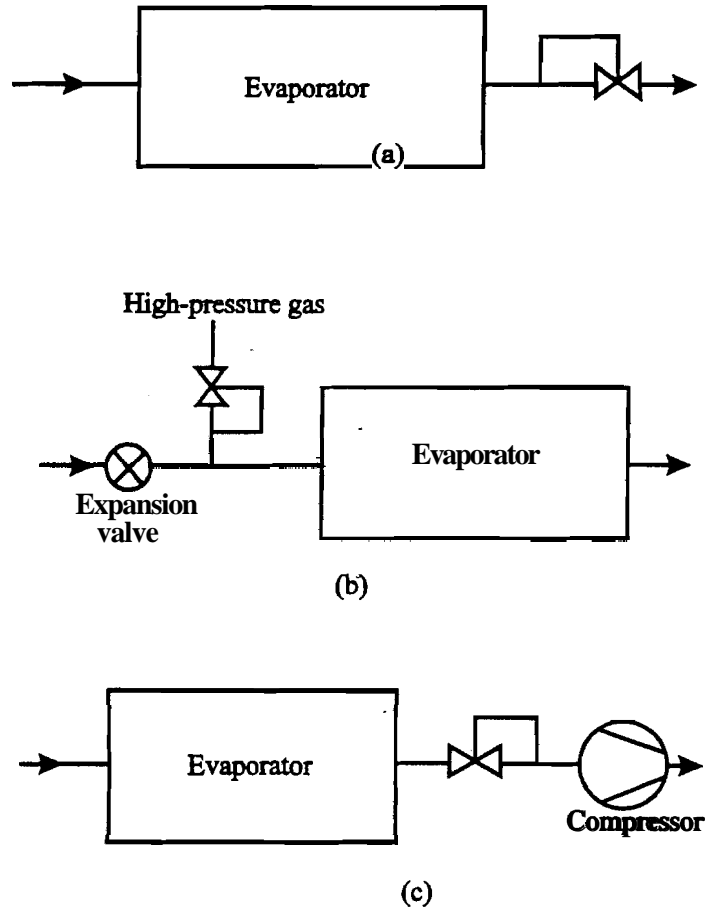 Evaporator
(a)
High-pressure gas
Evaporator
Expansion
valve
(b)
Evaporator
Compressor
(c)